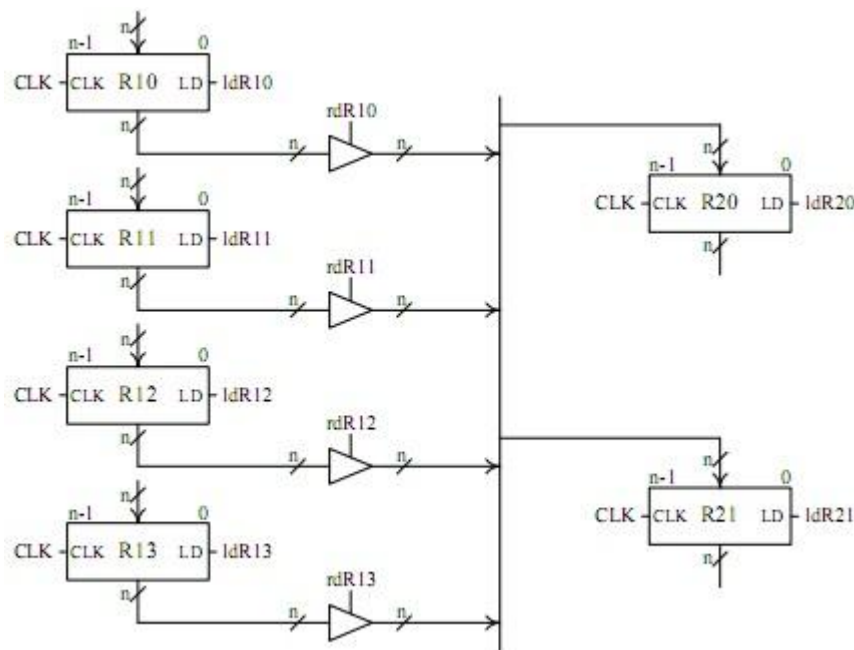 n
n-1 0
CLK CLK R10 LD ldR10
n
n rdR10 n
n
n-1 0
CLK CLK R11 LD ldR11
n
n rdR11 n
n
n-1 0
CLK CLK R12 LD ldR12
n
n rdR12 n
n
n-1 0
CLK CLK R13 LD ldR13
n
n rdR13 n
n
n-1 0
CLK CLK R20 LD ldR20
n
n
n-1 0
CLK CLK R21 LD ldR21
n